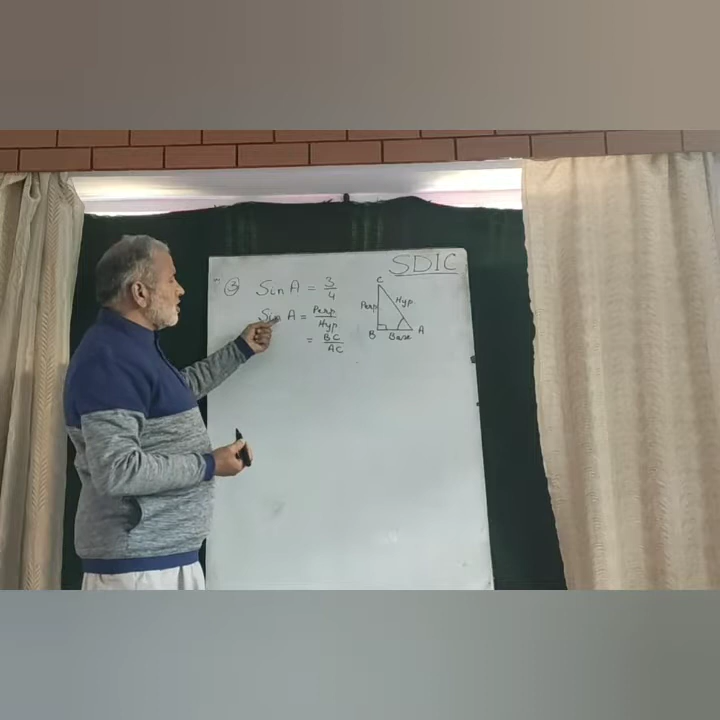 SDIC
③ Sin A = 3/4
Sin A = Perp/Hyp
= BC/AC
C
Perp Hyp
B Base A